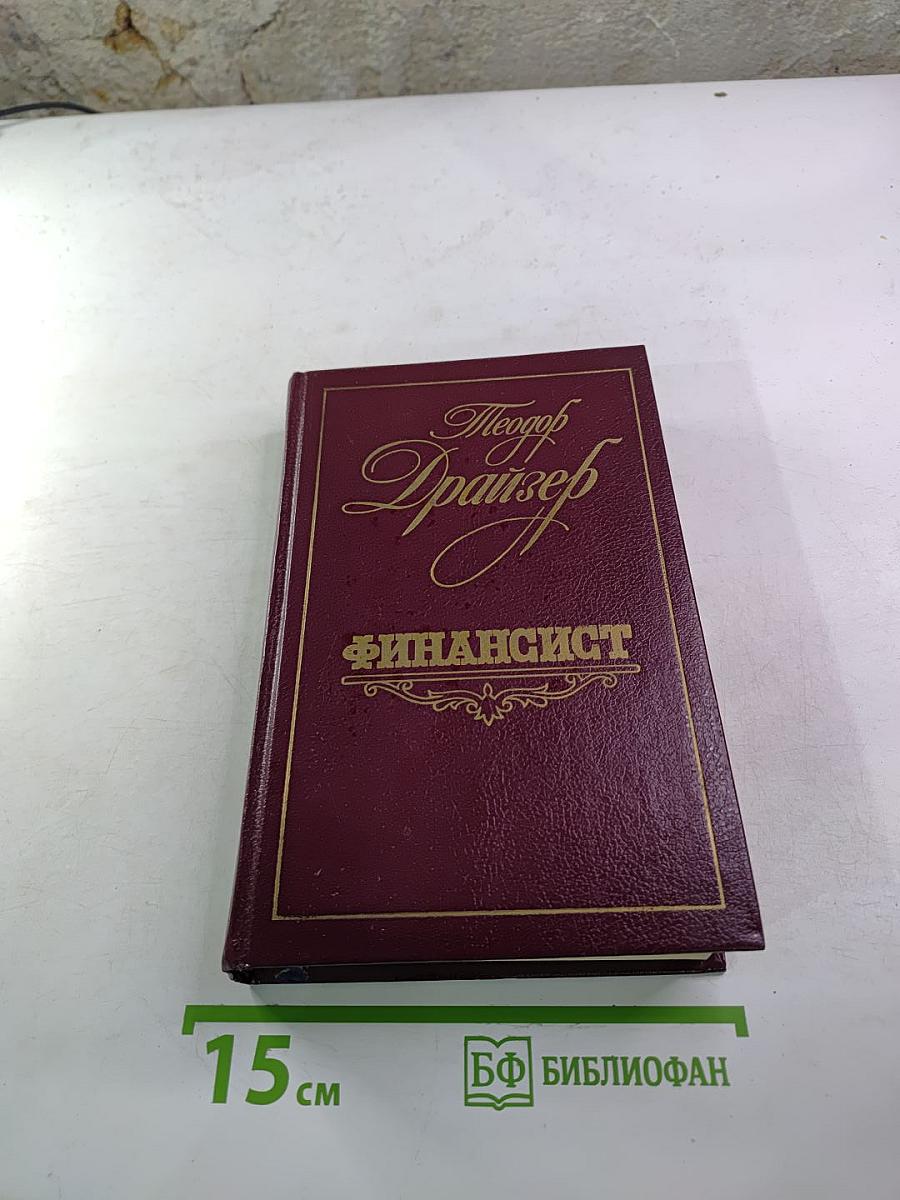 Теодор
Драйзер
ФИНАНСИСТ
15 см
БФ БИБЛИОФАН